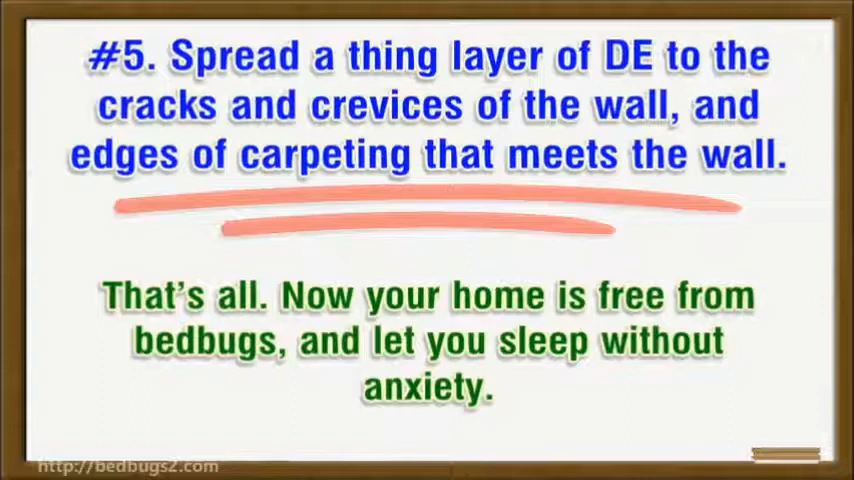 #5. Spread a thing layer of DE to the
cracks and crevices of the wall, and
edges of carpeting that meets the wall.
That's all. Now your home is free from
bedbugs, and let you sleep without
anxiety.
http://bedbugs2.com